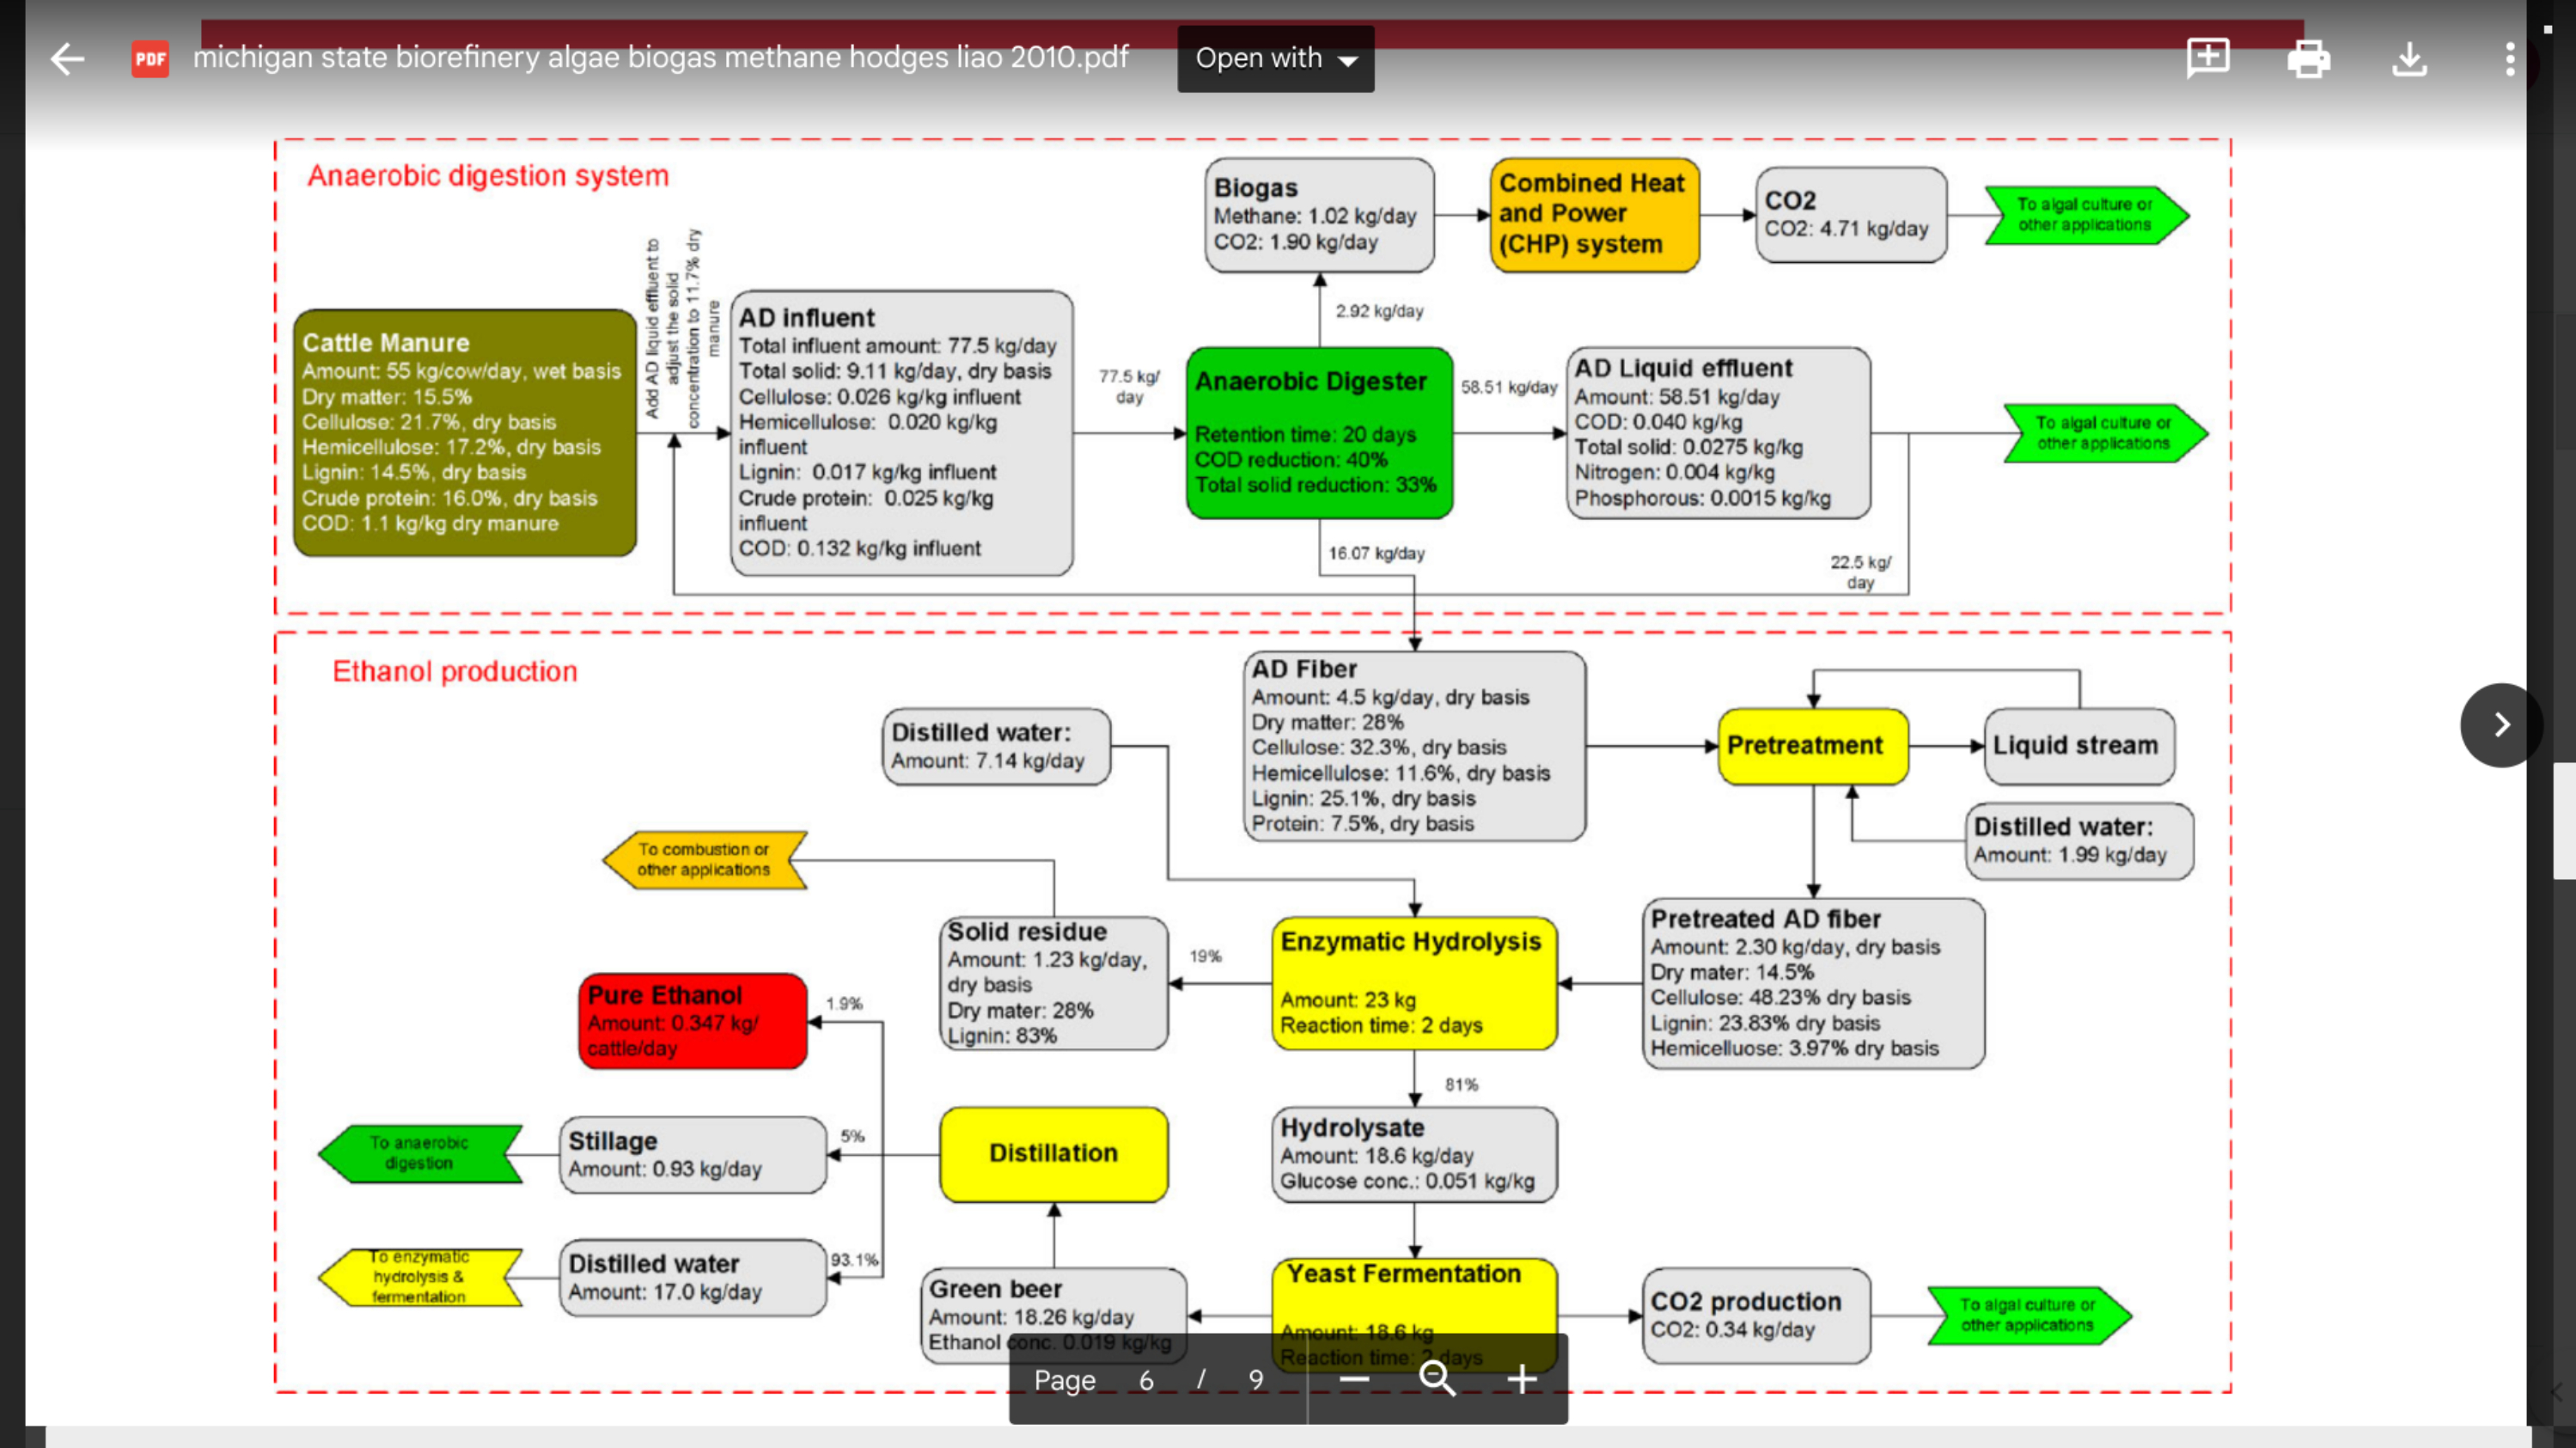 michigan state biorefinery algae biogas methane hodges liao 2010.pdf
Open with
Anaerobic digestion system
Biogas
Methane: 1.02 kg/day
CO2: 1.90 kg/day
Combined Heat
and Power
(CHP) system
CO2
CO2: 4.71 kg/day
To algal culture or
other applications
Add AD liquid effluent to
adjust the solid
concentration to 11.7% dry
manure
2.92 kg/day
Cattle Manure
Amount: 55 kg/cow/day, wet basis
Dry matter: 15.5%
Cellulose: 21.7%, dry basis
Hemicellulose: 17.2%, dry basis
Lignin: 14.5%, dry basis
Crude protein: 16.0%, dry basis
COD: 1.1 kg/kg dry manure
AD influent
Total influent amount: 77.5 kg/day
Total solid: 9.11 kg/day, dry basis
Cellulose: 0.026 kg/kg influent
Hemicellulose: 0.020 kg/kg
influent
Lignin: 0.017 kg/kg influent
Crude protein: 0.025 kg/kg
influent
COD: 0.132 kg/kg influent
77.5 kg/
day
Anaerobic Digester
Retention time: 20 days
COD reduction: 40%
Total solid reduction: 33%
58.51 kg/day
AD Liquid effluent
Amount: 58.51 kg/day
COD: 0.040 kg/kg
Total solid: 0.0275 kg/kg
Nitrogen: 0.004 kg/kg
Phosphorous: 0.0015 kg/kg
To algal culture or
other applications
16.07 kg/day
22.5 kg/
day
Ethanol production
AD Fiber
Amount: 4.5 kg/day, dry basis
Dry matter: 28%
Cellulose: 32.3%, dry basis
Hemicellulose: 11.6%, dry basis
Lignin: 25.1%, dry basis
Protein: 7.5%, dry basis
Distilled water:
Amount: 7.14 kg/day
Pretreatment
Liquid stream
Distilled water:
Amount: 1.99 kg/day
To combustion or
other applications
Solid residue
Amount: 1.23 kg/day,
dry basis
Dry mater: 28%
Lignin: 83%
19%
Enzymatic Hydrolysis
Amount: 23 kg
Reaction time: 2 days
Pretreated AD fiber
Amount: 2.30 kg/day, dry basis
Dry mater: 14.5%
Cellulose: 48.23% dry basis
Lignin: 23.83% dry basis
Hemicelluose: 3.97% dry basis
Pure Ethanol
Amount: 0.347 kg/
cattle/day
1.9%
81%
To anaerobic
digestion
Stillage
Amount: 0.93 kg/day
5%
Distillation
Hydrolysate
Amount: 18.6 kg/day
Glucose conc.: 0.051 kg/kg
To enzymatic
hydrolysis &
fermentation
Distilled water
Amount: 17.0 kg/day
93.1%
Green beer
Amount: 18.26 kg/day
Ethanol conc. 0.019 kg/kg
Yeast Fermentation
Amount: 18.6 kg
Reaction time: 2 days
CO2 production
CO2: 0.34 kg/day
To algal culture or
other applications
Page 6 / 9
PDF